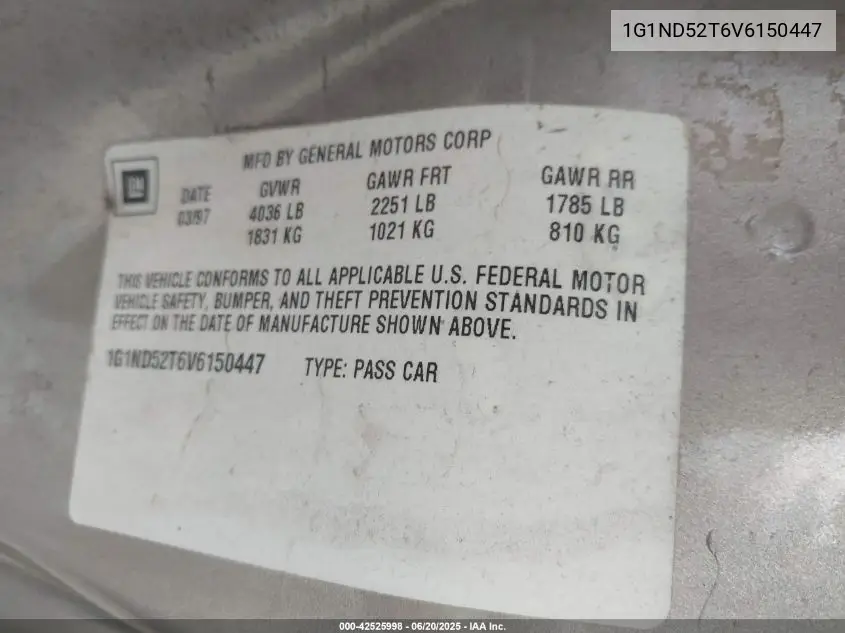 1G1ND52T6V6150447
MFD BY GENERAL MOTORS CORP
GM
DATE GVWR GAWR FRT GAWR RR
03/97 4036 LB 2251 LB 1785 LB
1831 KG 1021 KG 810 KG
THIS VEHICLE CONFORMS TO ALL APPLICABLE U.S. FEDERAL MOTOR
VEHICLE SAFETY, BUMPER, AND THEFT PREVENTION STANDARDS IN
EFFECT ON THE DATE OF MANUFACTURE SHOWN ABOVE.
1G1ND52T6V6150447 TYPE: PASS CAR
000-42525998 - 06/20/2025 - IAA Inc.